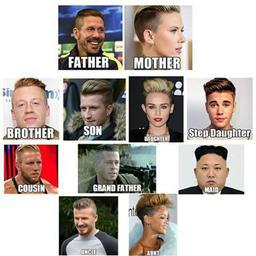 FATHER
MOTHER
BROTHER
SON
DAUGHTER
Step Daughter
COUSIN
GRAND FATHER
MAID
UNCLE
AUNT